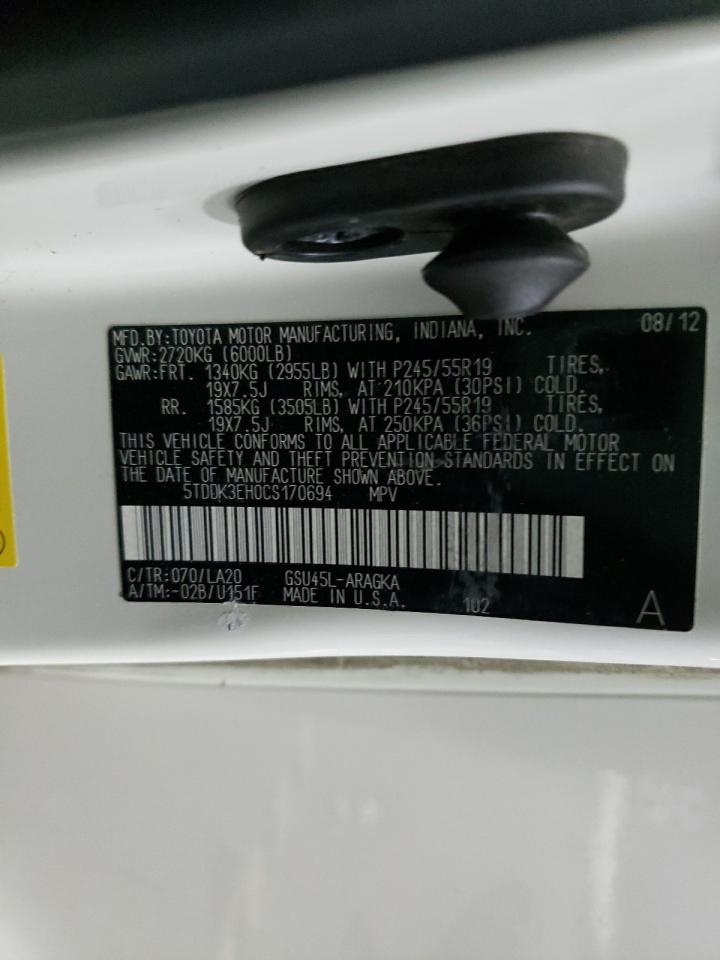 MFD.BY:TOYOTA MOTOR MANUFACTURING, INDIANA, INC. 08/12
GVWR:2720KG (6000LB)
GAWR:FRT. 1340KG (2955LB) WITH P245/55R19 TIRES,
19X7.5J RIMS, AT 210KPA (30PSI) COLD.
RR. 1585KG (3505LB) WITH P245/55R19 TIRES,
19X7.5J RIMS, AT 250KPA (36PSI) COLD.
THIS VEHICLE CONFORMS TO ALL APPLICABLE FEDERAL MOTOR
VEHICLE SAFETY AND THEFT PREVENTION STANDARDS IN EFFECT ON
THE DATE OF MANUFACTURE SHOWN ABOVE.
5TDDK3EH0CS170694 MPV
C/TR:070/LA20 GSU45L-ARAGKA
A/TM:-02B/U151F MADE IN U.S.A. 102 A